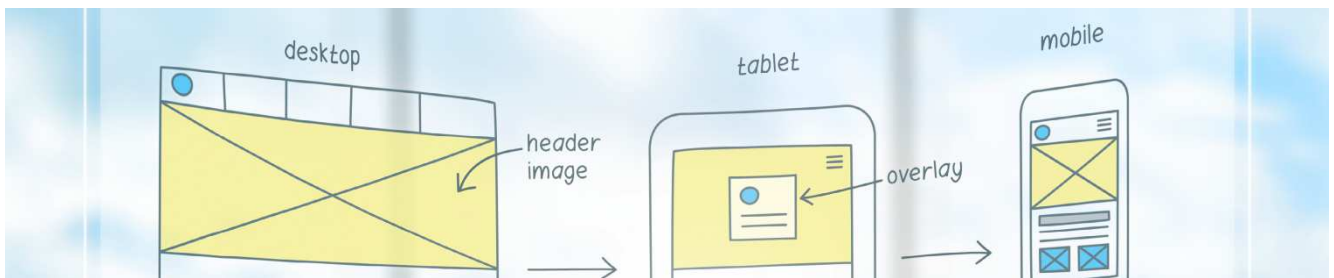 desktop
header
image
tablet
overlay
mobile